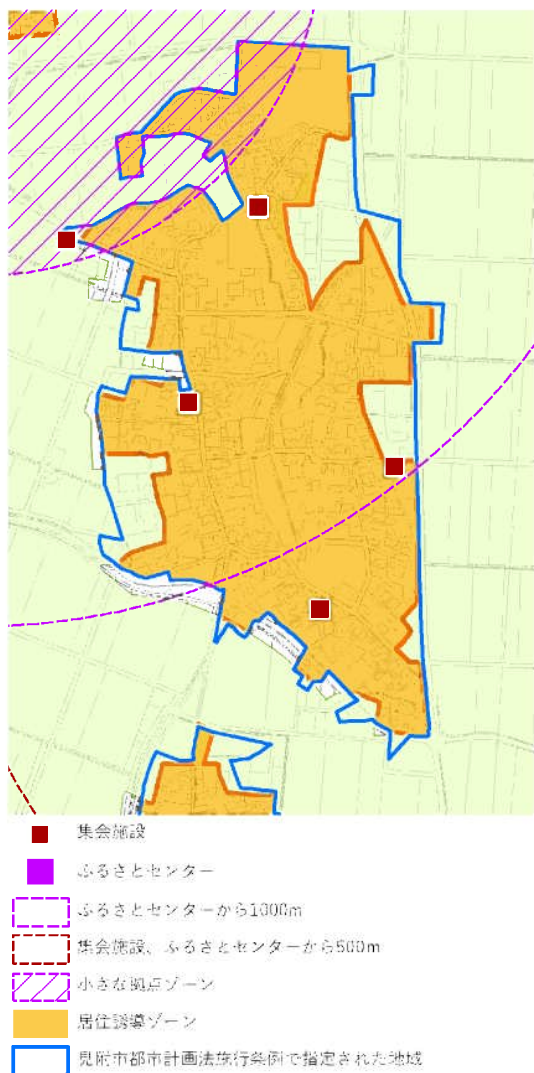 集会施設
ふるさとセンター
ふるさとセンターから1000m
集会施設、ふるさとセンターから500m
小さな拠点ゾーン
居住誘導ゾーン
見附市都市計画法施行条例で指定された地域